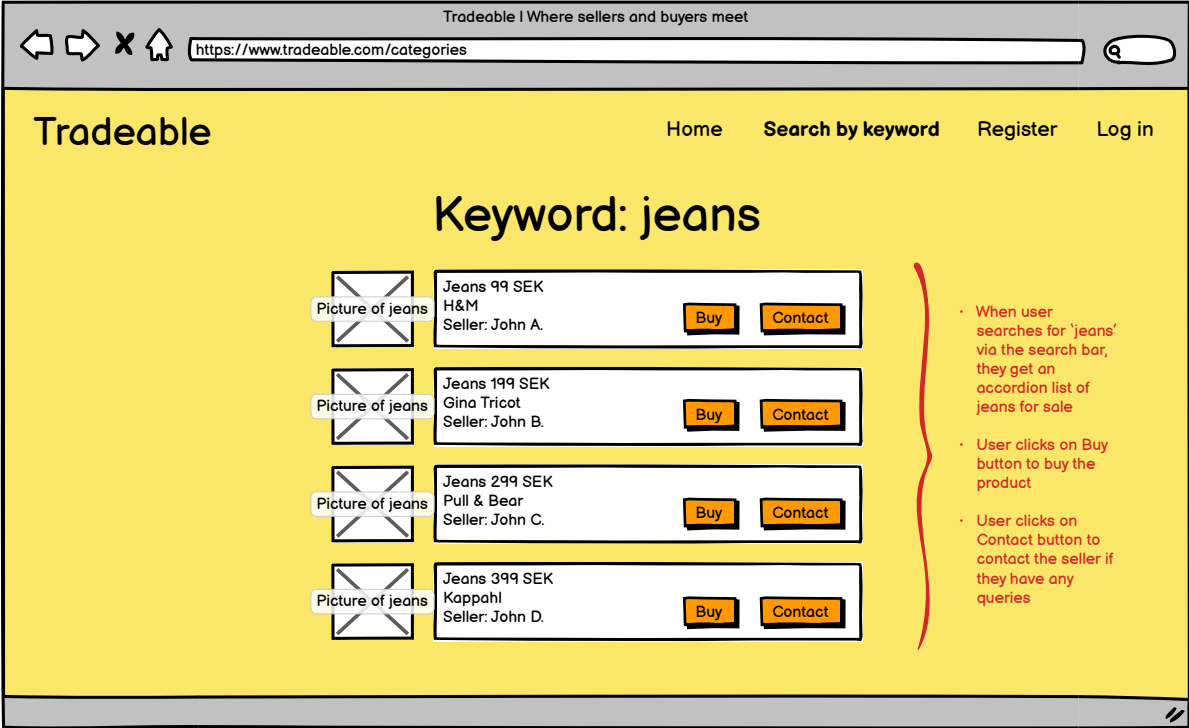 Tradeable | Where sellers and buyers meet
https://www.tradeable.com/categories
Tradeable
Home
Search by keyword
Register
Log in
Keyword: jeans
Picture of jeans
Jeans 99 SEK
H&M
Seller: John A.
Buy
Contact
Picture of jeans
Jeans 199 SEK
Gina Tricot
Seller: John B.
Buy
Contact
Picture of jeans
Jeans 299 SEK
Pull & Bear
Seller: John C.
Buy
Contact
Picture of jeans
Jeans 399 SEK
Kappahl
Seller: John D.
Buy
Contact
· When user
searches for ‘jeans’
via the search bar,
they get an
accordion list of
jeans for sale
· User clicks on Buy
button to buy the
product
· User clicks on
Contact button to
contact the seller if
they have any
queries